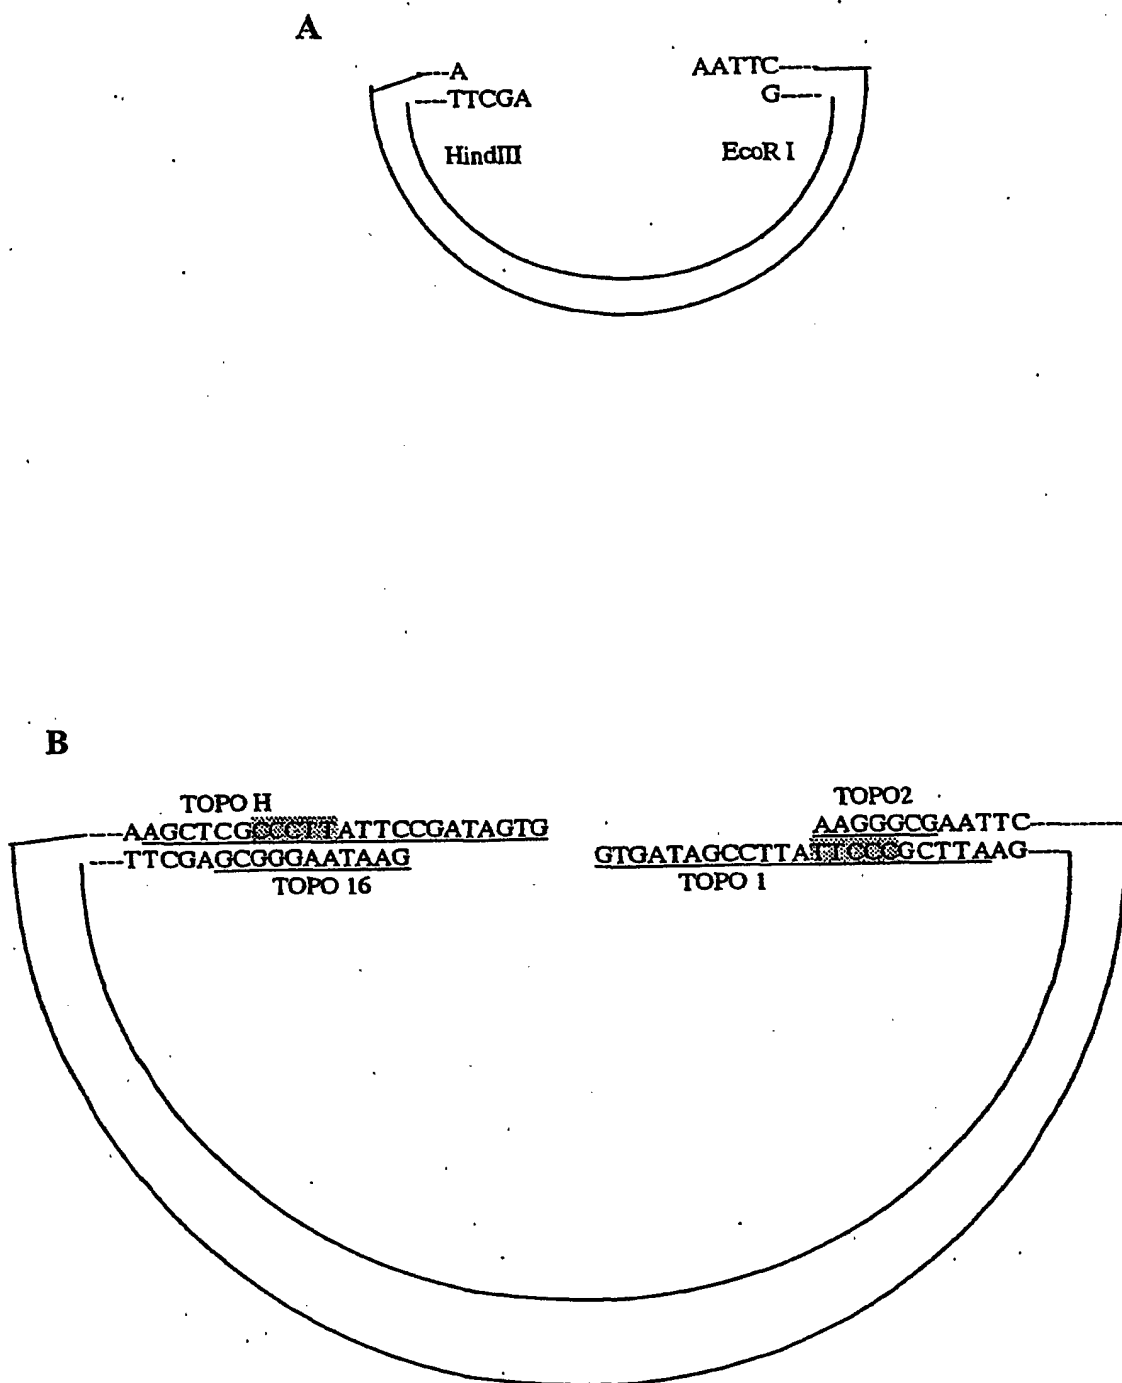 A
----A
AATTC----
----TTCGA
G----
HindIII
EcoR I
B
TOPO H
TOPO2
----AAGCTCGCCCTTATTCCGATAGTG
AAGGGCGAATTC----
----TTCGAGCGGGAATAAG
GTGATAGCCTTATTCCCGCTTAAG----
TOPO 16
TOPO 1